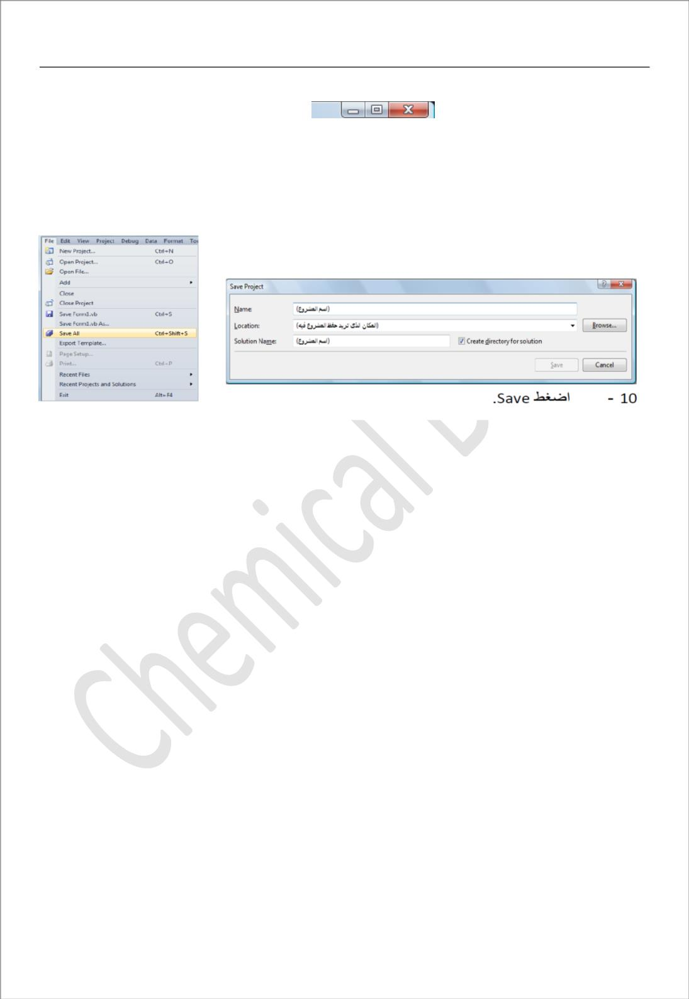 File Edit View Project Debug Data Format
New Project... Ctrl+N
Open Project... Ctrl+O
Open File...
Add
Close
Close Project
Save Form1.vb Ctrl+S
Save Form1.vb As...
Save All Ctrl+Shift+S
Export Template...
Page Setup...
Print... Ctrl+P
Recent Files
Recent Projects and Solutions
Exit Alt+F4
Save Project
Name: (اسم المشروع)
Location: (المكان لذي تريد حفظ المشروع فيه) Browse...
Solution Name: (اسم المشروع) Create directory for solution
Save Cancel
10 - اضغط Save.
Chemical